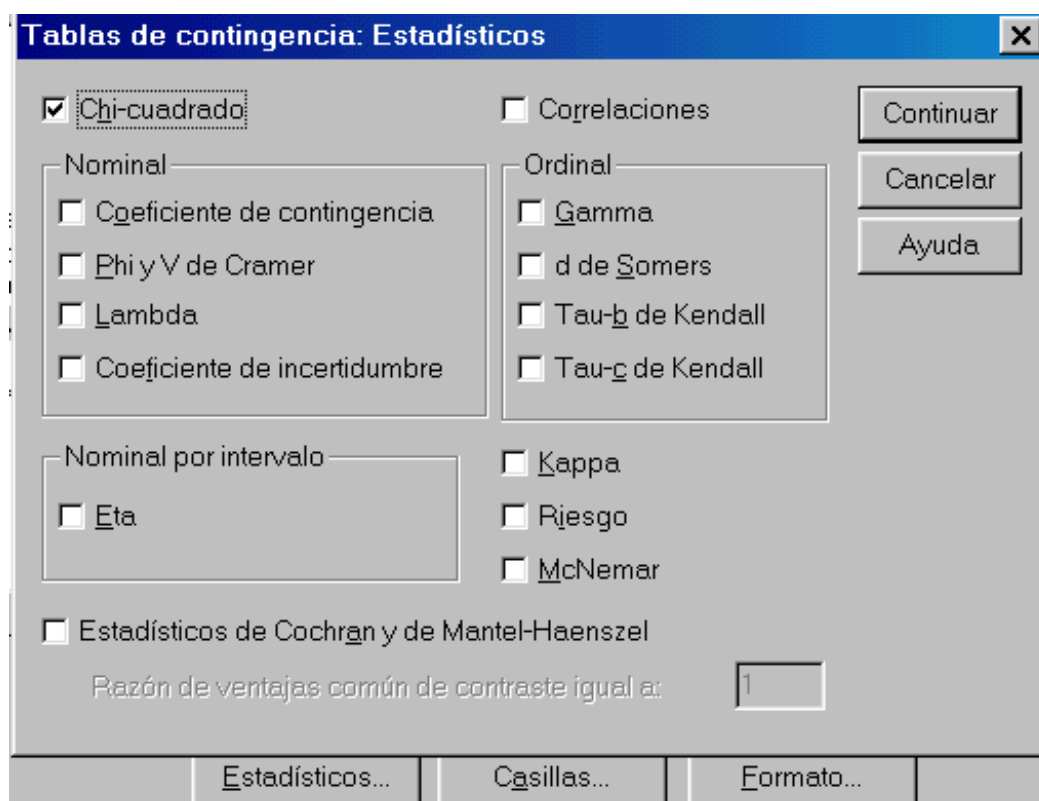 Tablas de contingencia: Estadísticos
Chi-cuadrado
Correlaciones
Continuar
Cancelar
Ayuda
Nominal
Coeficiente de contingencia
Phi y V de Cramer
Lambda
Coeficiente de incertidumbre
Ordinal
Gamma
d de Somers
Tau-b de Kendall
Tau-c de Kendall
Nominal por intervalo
Eta
Kappa
Riesgo
McNemar
Estadísticos de Cochran y de Mantel-Haenszel
Razón de ventajas común de contraste igual a: 1
Estadísticos... Casillas... Formato...